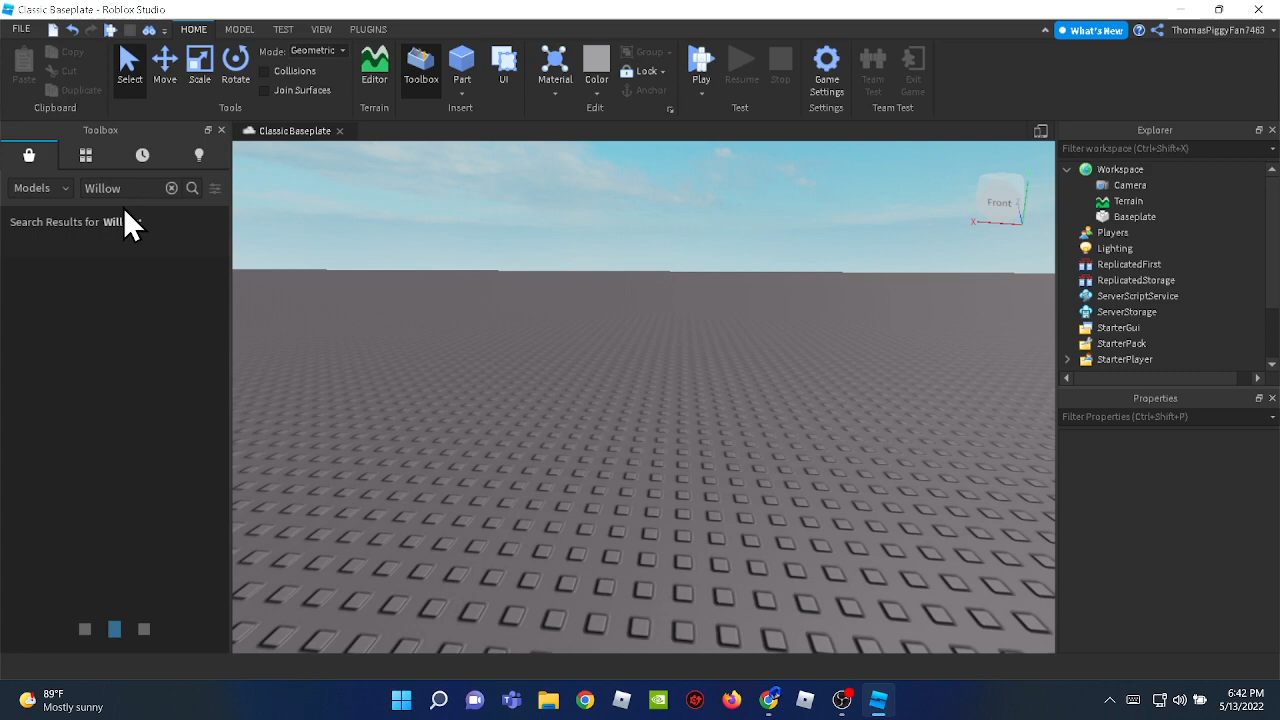 Classic Baseplate - Roblox Studio
FILE HOME MODEL TEST VIEW PLUGINS What's New ThomasPiggyFan7463
Paste Copy Cut Duplicate
Select Move Scale Rotate
Mode: Geometric
Collisions
Join Surfaces
Editor Toolbox Part UI Material Color
Group
Lock
Anchor
Play Resume Stop
Game Settings
Team Test
Exit Game
Clipboard Tools Terrain Insert Edit Test Settings Team Test
Toolbox
Models Willow
Search Results for
Classic Baseplate
Front
X
Explorer
Filter workspace (Ctrl+Shift+X)
Workspace
Camera
Terrain
Baseplate
Players
Lighting
ReplicatedFirst
ReplicatedStorage
ServerScriptService
ServerStorage
StarterGui
StarterPack
StarterPlayer
Properties
Filter Properties (Ctrl+Shift+P)
89°F
Mostly sunny
6:42 PM
5/3/2022